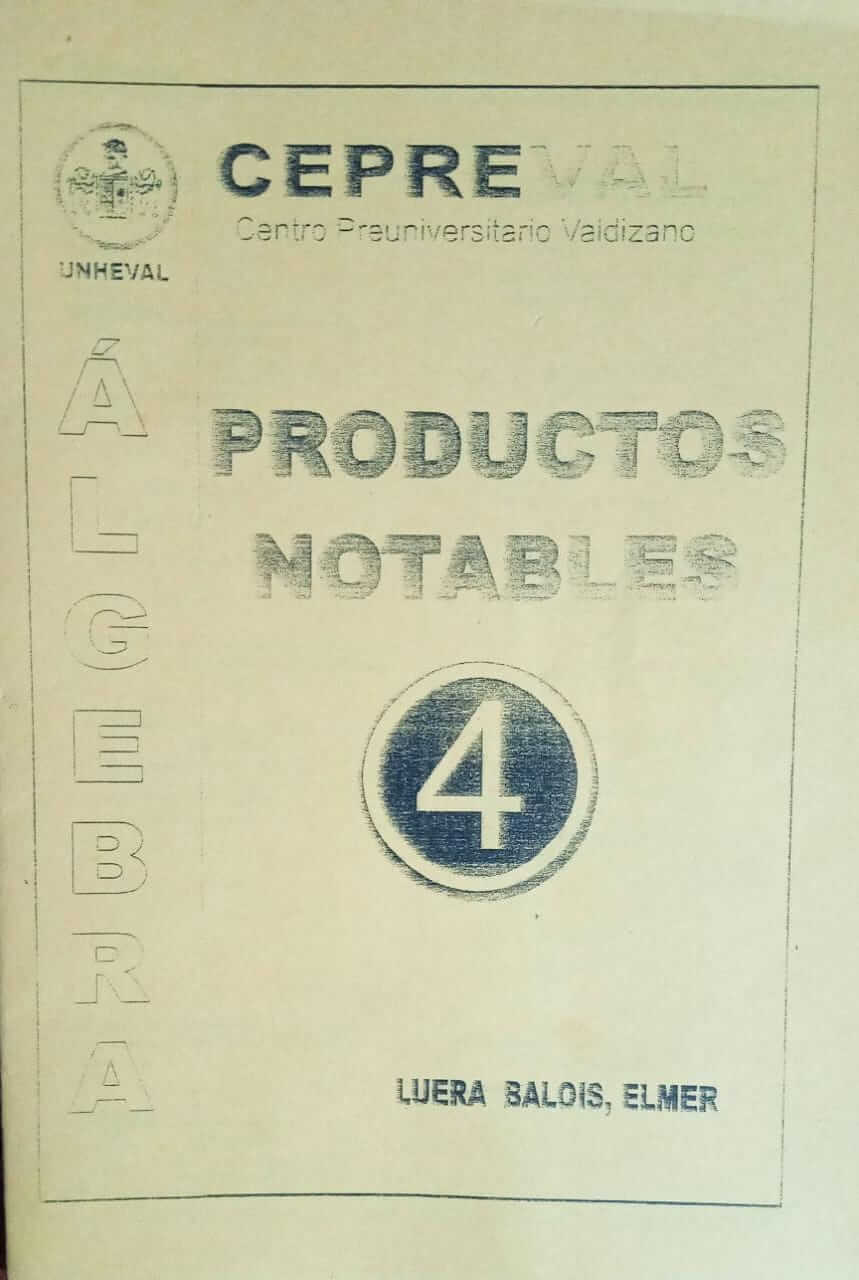 CEPREVAL
Centro Preuniversitario Valdizano
UNHEVAL
ÁLGEBRA
PRODUCTOS
NOTABLES
4
LUERA BALOIS, ELMER